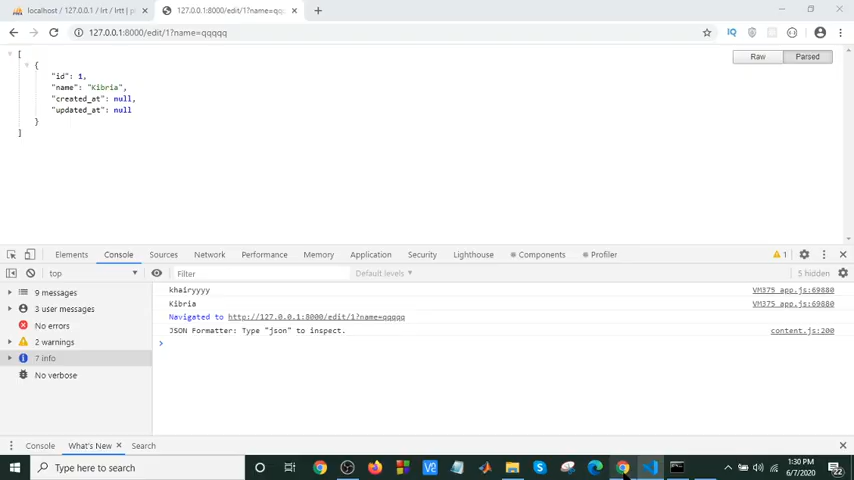 localhost / 127.0.0.1 / lrt / lrtt | p
127.0.0.1:8000/edit/1?name=qq
127.0.0.1:8000/edit/1?name=qqqqq
Raw
Parsed
[
{
"id": 1,
"name": "Kibria",
"created_at": null,
"updated_at": null
}
]
Elements Console Sources Network Performance Memory Application Security Lighthouse Components Profiler 1
top Filter Default levels 5 hidden
9 messages
3 user messages
No errors
2 warnings
7 info
No verbose
khairyyyy VM375 app.js:69880
Kibria VM375 app.js:69880
Navigated to http://127.0.0.1:8000/edit/1?name=qqqqq
JSON Formatter: Type "json" to inspect. content.js:200
Console What's New Search
Type here to search
1:30 PM
6/7/2020
22